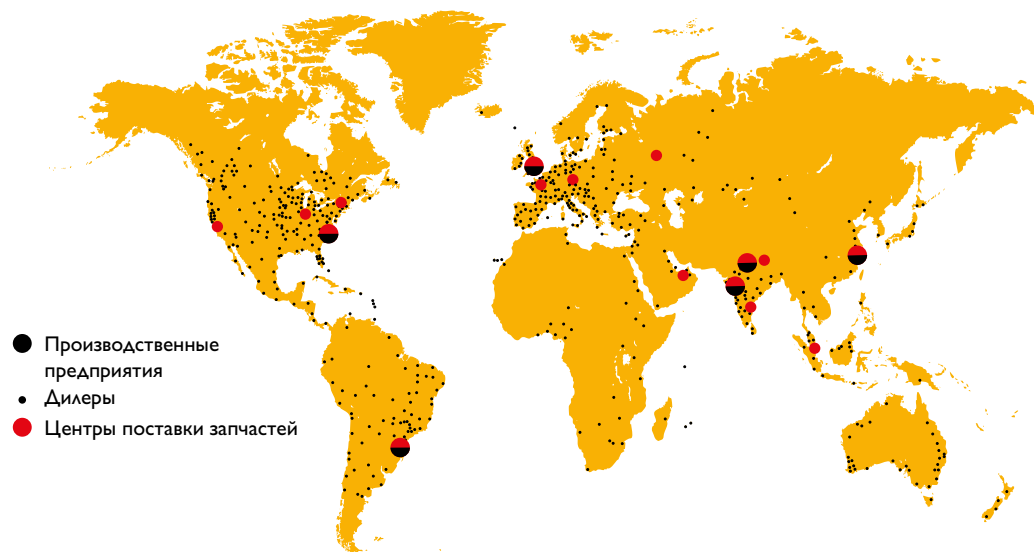 Производственные
предприятия
Дилеры
Центры поставки запчастей